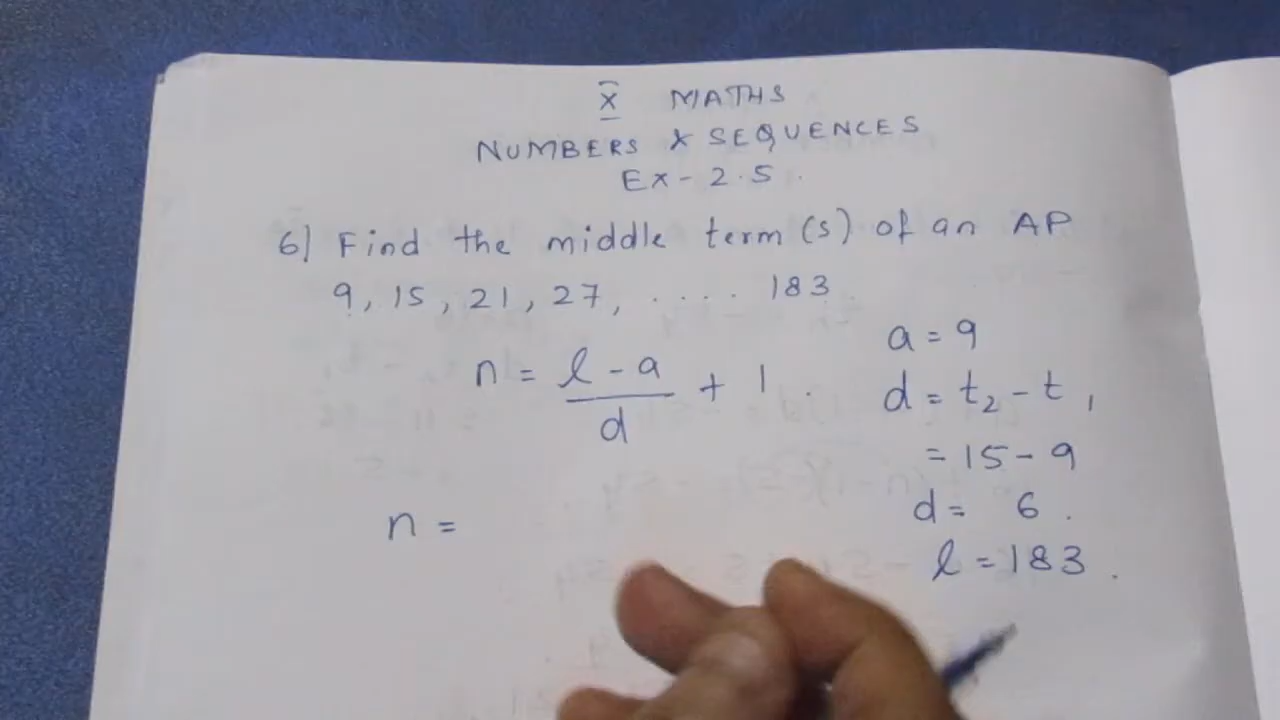 X MATHS
NUMBERS & SEQUENCES
Ex - 2.5.
6) Find the middle term(s) of an AP
9, 15, 21, 27, .... 183
n = l - a / d + 1.
a = 9
d = t₂ - t₁
= 15 - 9
d = 6.
l = 183.
n =